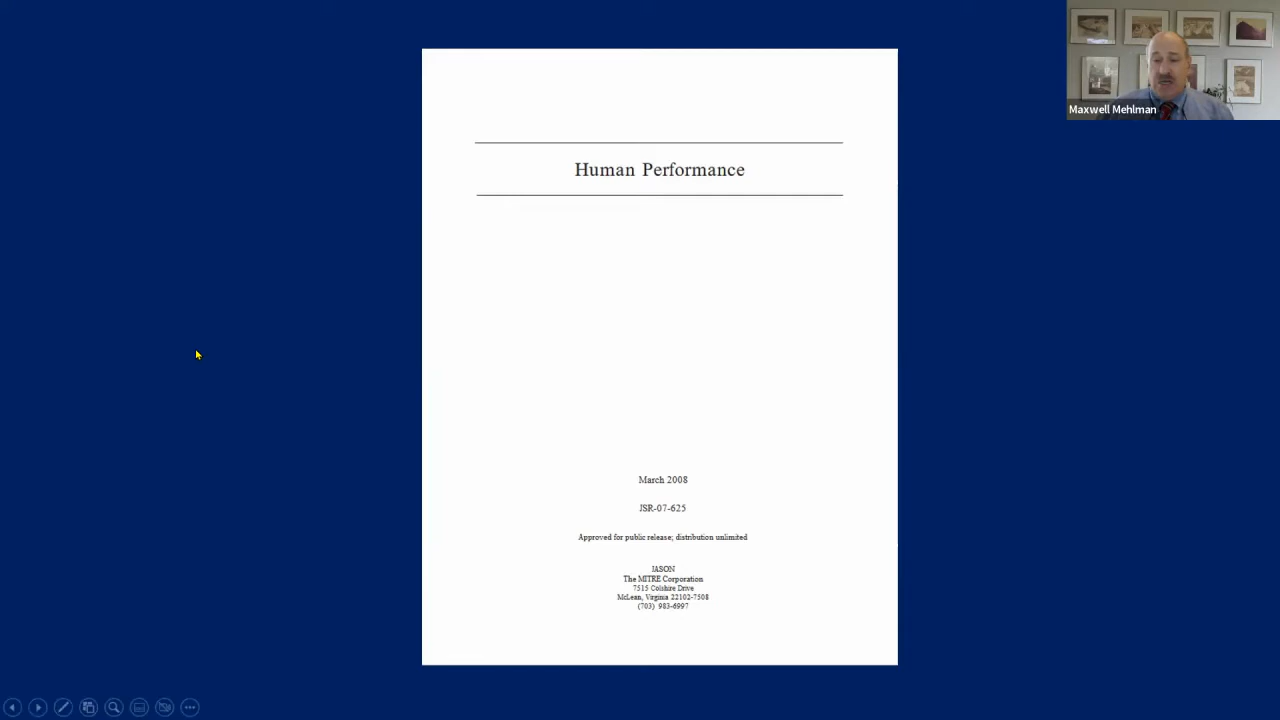 Human Performance
March 2008
JSR-07-625
Approved for public release; distribution unlimited
JASON
The MITRE Corporation
7515 Colshire Drive
McLean, Virginia 22102-7508
(703) 983-6997
Maxwell Mehlman